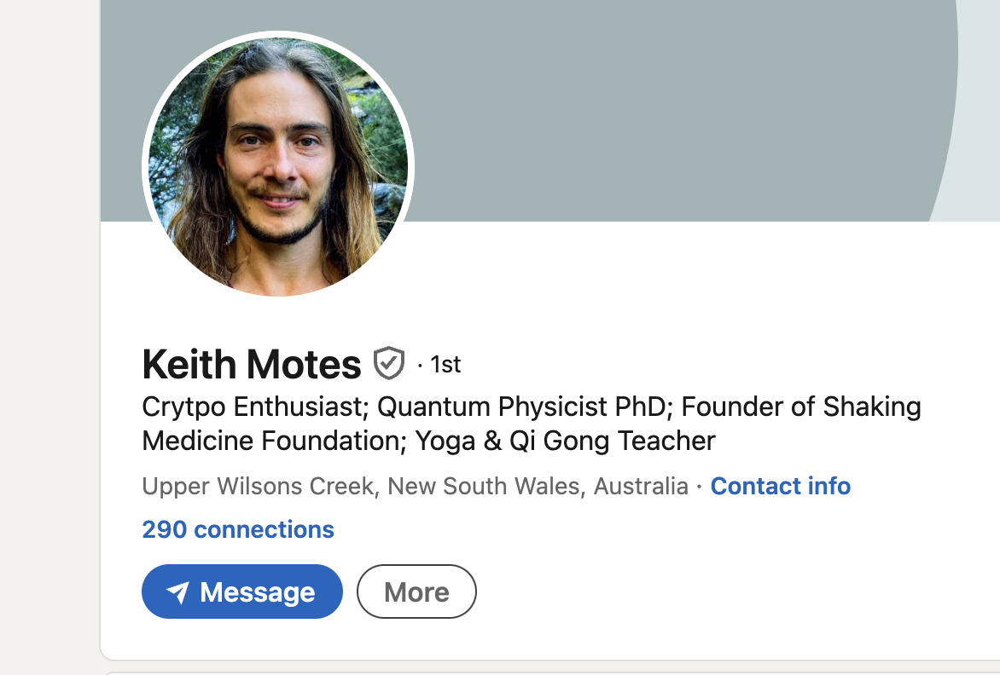 Keith Motes · 1st
Crytpo Enthusiast; Quantum Physicist PhD; Founder of Shaking
Medicine Foundation; Yoga & Qi Gong Teacher
Upper Wilsons Creek, New South Wales, Australia · Contact info
290 connections
Message More